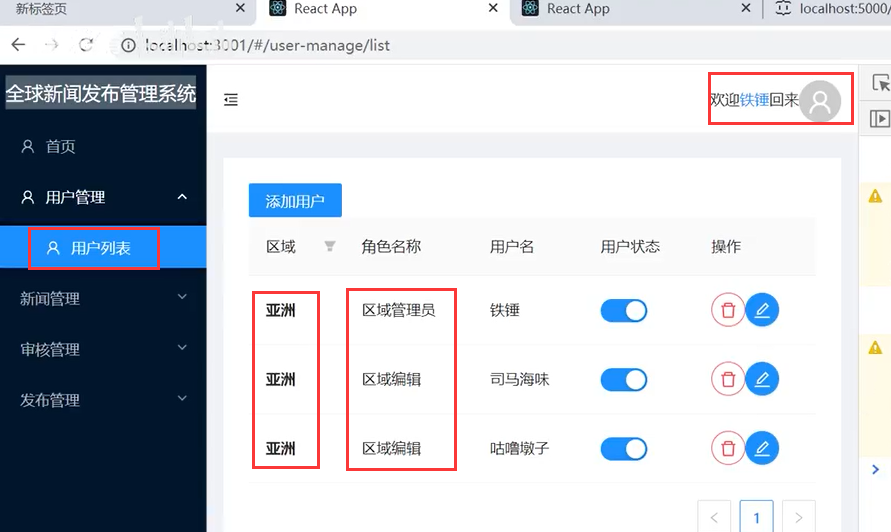 新标签页
React App
React App
localhost:5000/
localhost:3001/#/user-manage/list
全球新闻发布管理系统
欢迎铁锤回来
首页
用户管理
用户列表
新闻管理
审核管理
发布管理
添加用户
区域 角色名称 用户名 用户状态 操作
亚洲 区域管理员 铁锤
亚洲 区域编辑 司马海味
亚洲 区域编辑 咕噜墩子
1